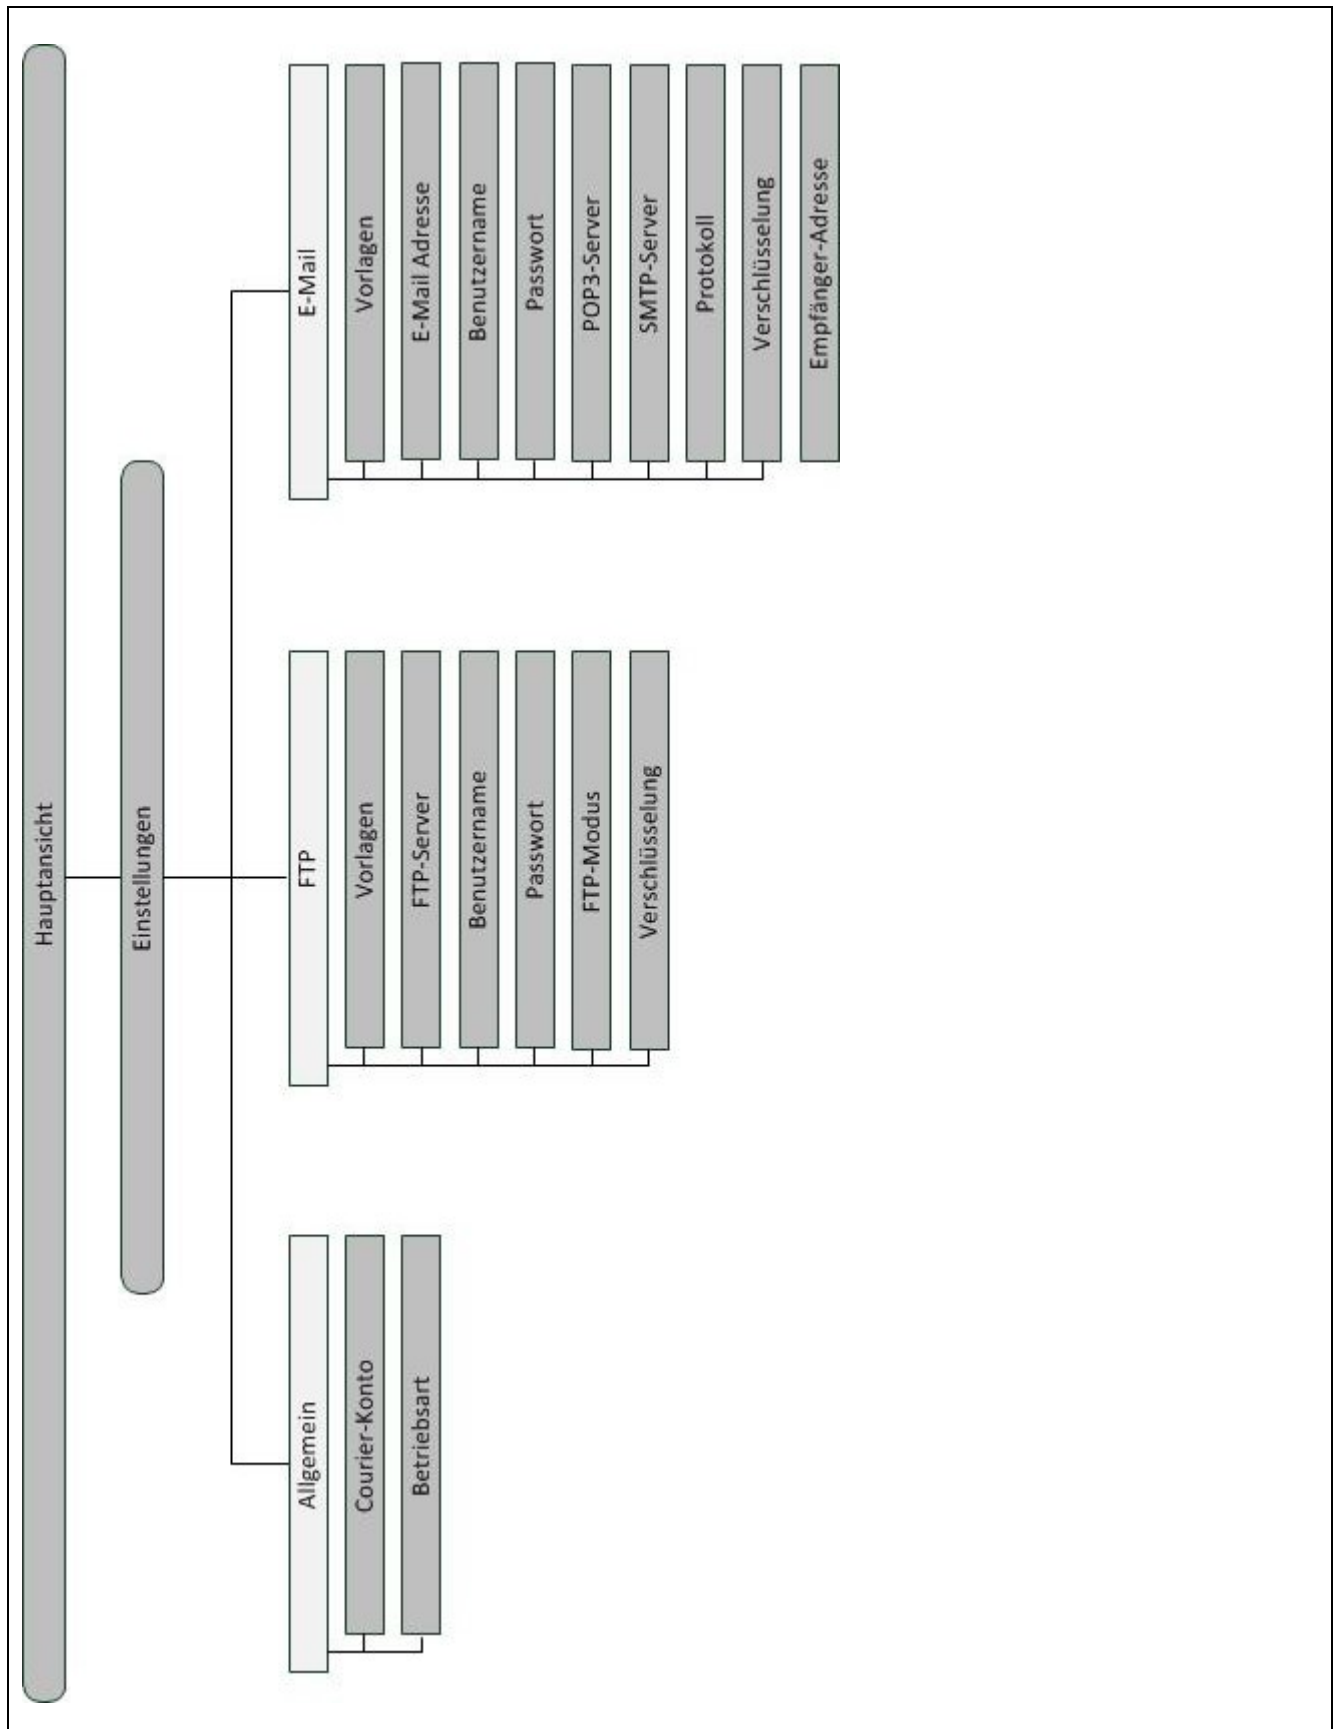 Hauptansicht
Einstellungen
Allgemein
Courier-Konto
Betriebsart
FTP
Vorlagen
FTP-Server
Benutzername
Passwort
FTP-Modus
Verschlüsselung
E-Mail
Vorlagen
E-Mail Adresse
Benutzername
Passwort
POP3-Server
SMTP-Server
Protokoll
Verschlüsselung
Empfänger-Adresse